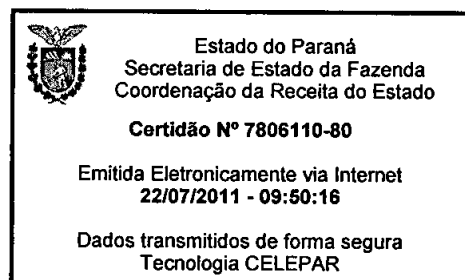 Estado do Paraná
Secretaria de Estado da Fazenda
Coordenação da Receita do Estado
Certidão Nº 7806110-80
Emitida Eletronicamente via Internet
22/07/2011 - 09:50:16
Dados transmitidos de forma segura
Tecnologia CELEPAR